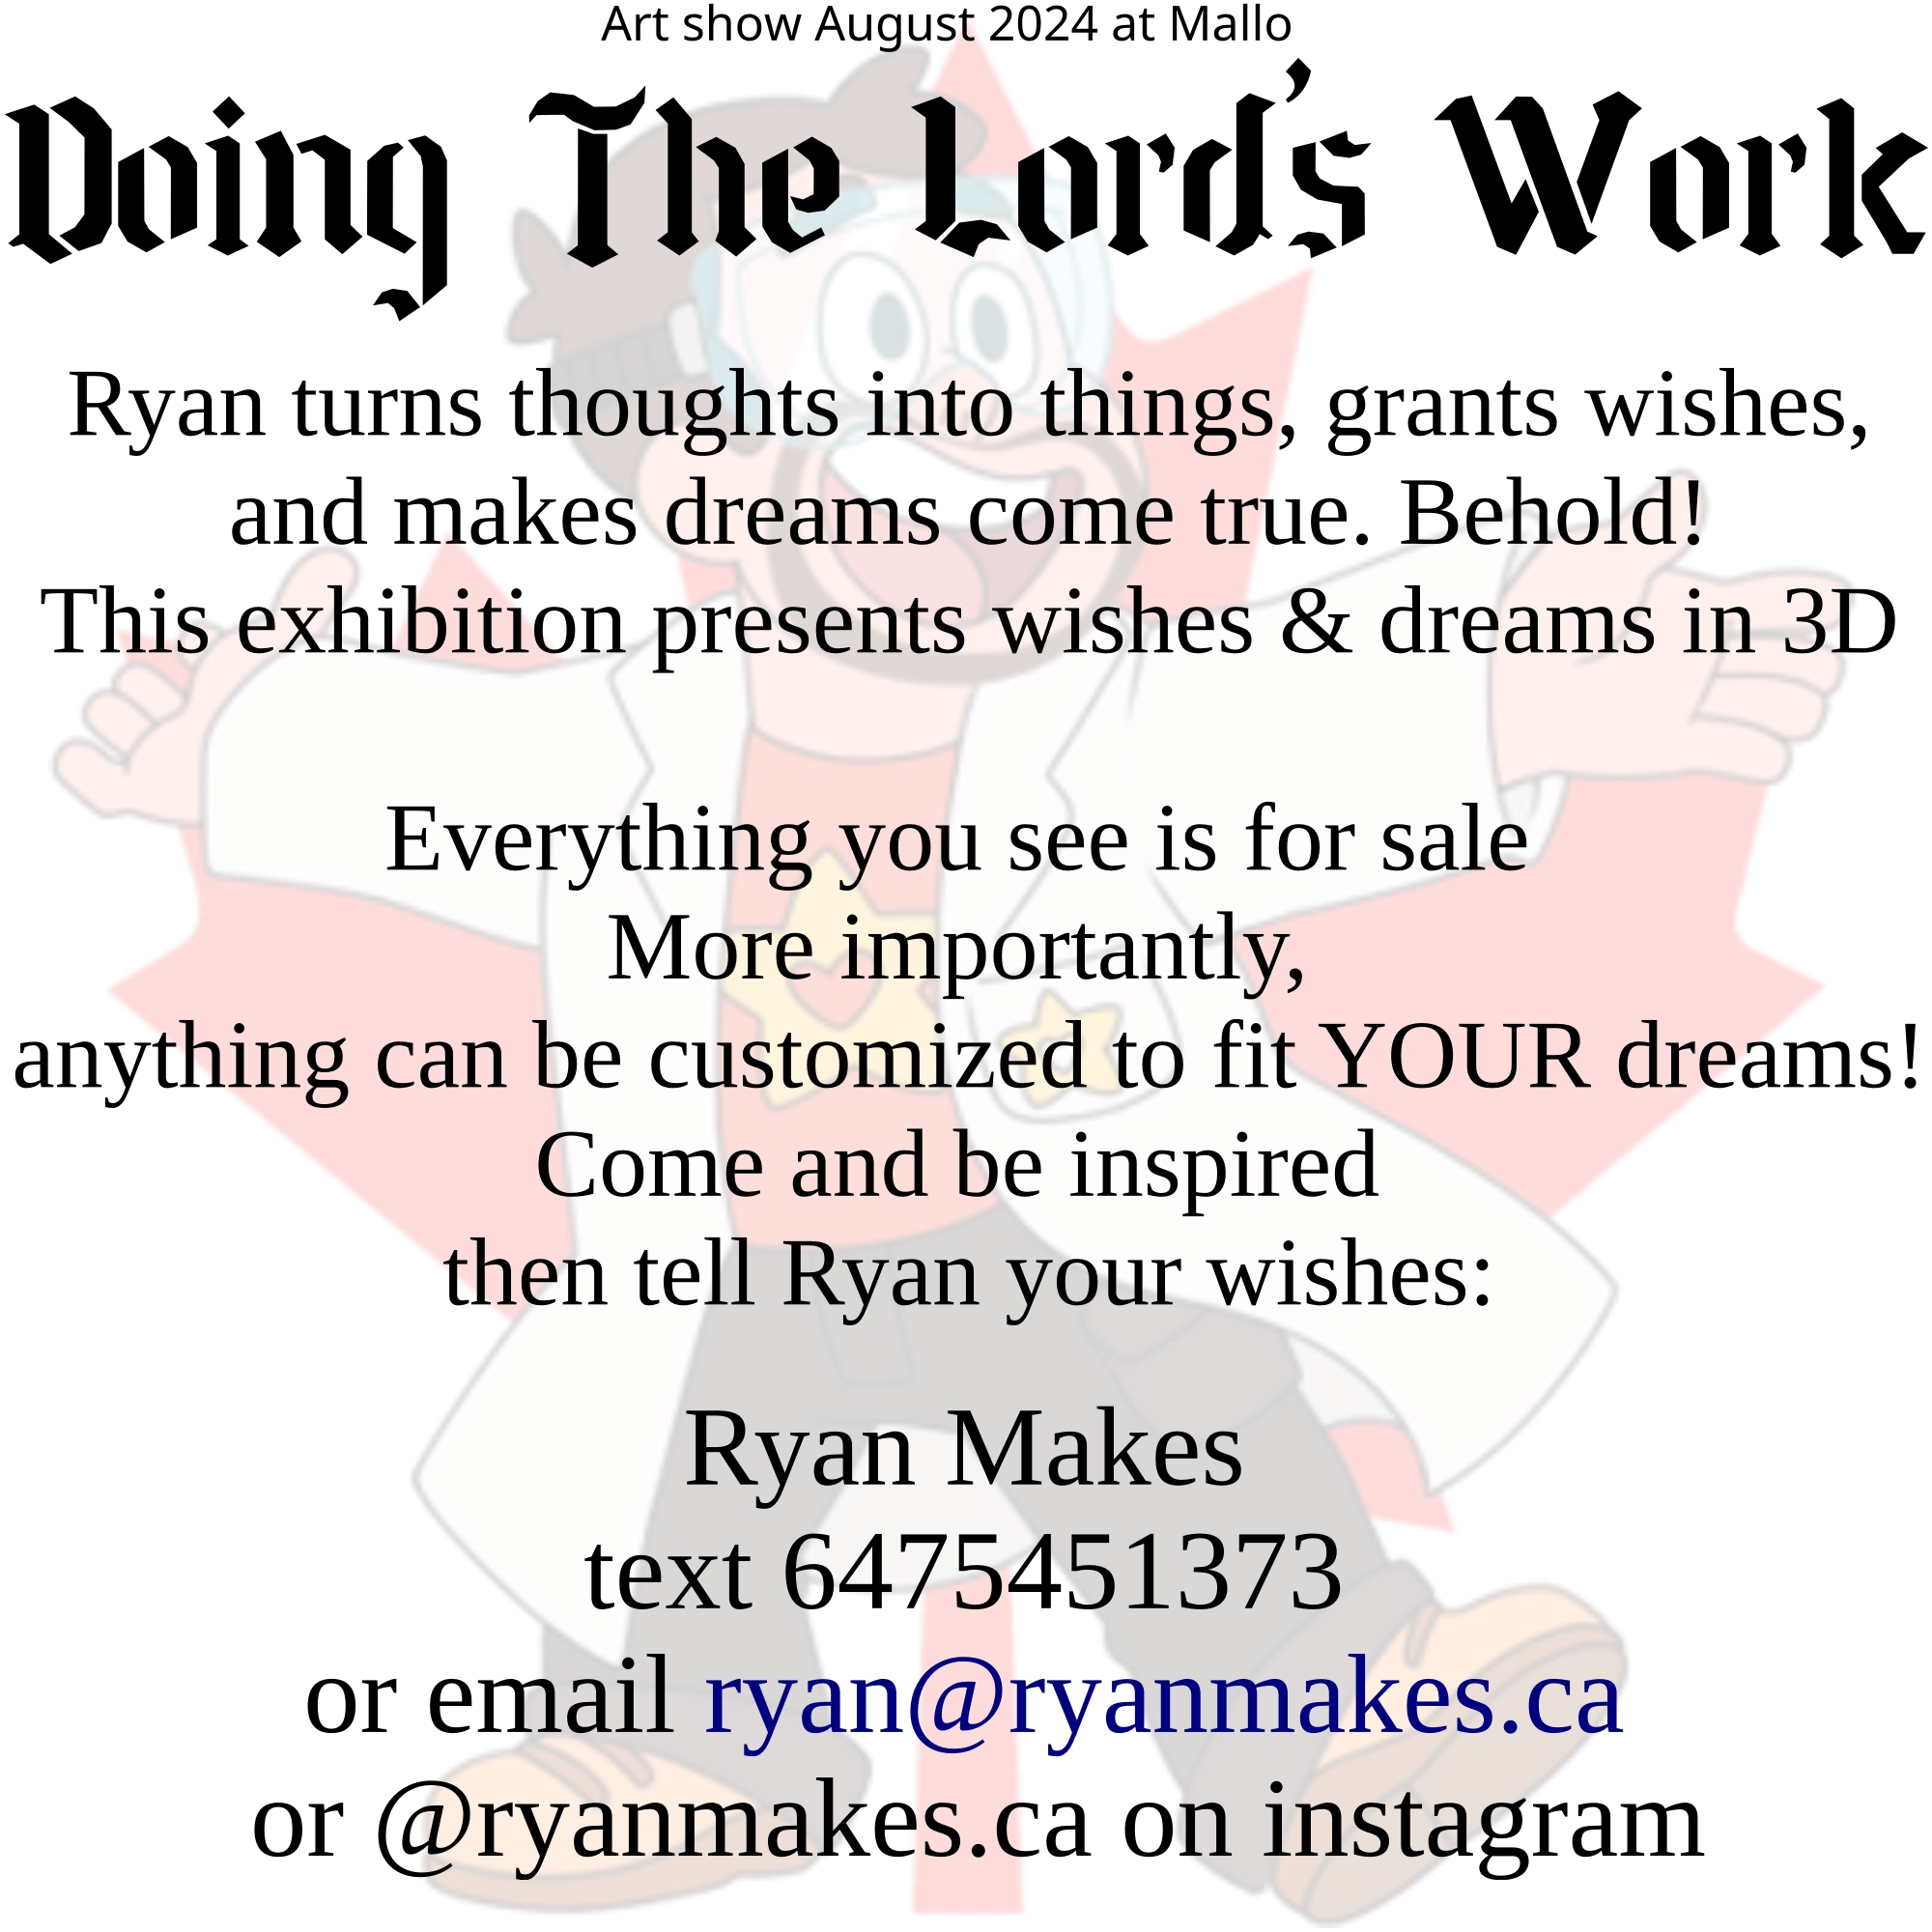 Art show August 2024 at Mallo
Doing The Lord's Work
Ryan turns thoughts into things, grants wishes,
and makes dreams come true. Behold!
This exhibition presents wishes & dreams in 3D
Everything you see is for sale
More importantly,
anything can be customized to fit YOUR dreams!
Come and be inspired
then tell Ryan your wishes:
Ryan Makes
text 6475451373
or email ryan@ryanmakes.ca
or @ryanmakes.ca on instagram